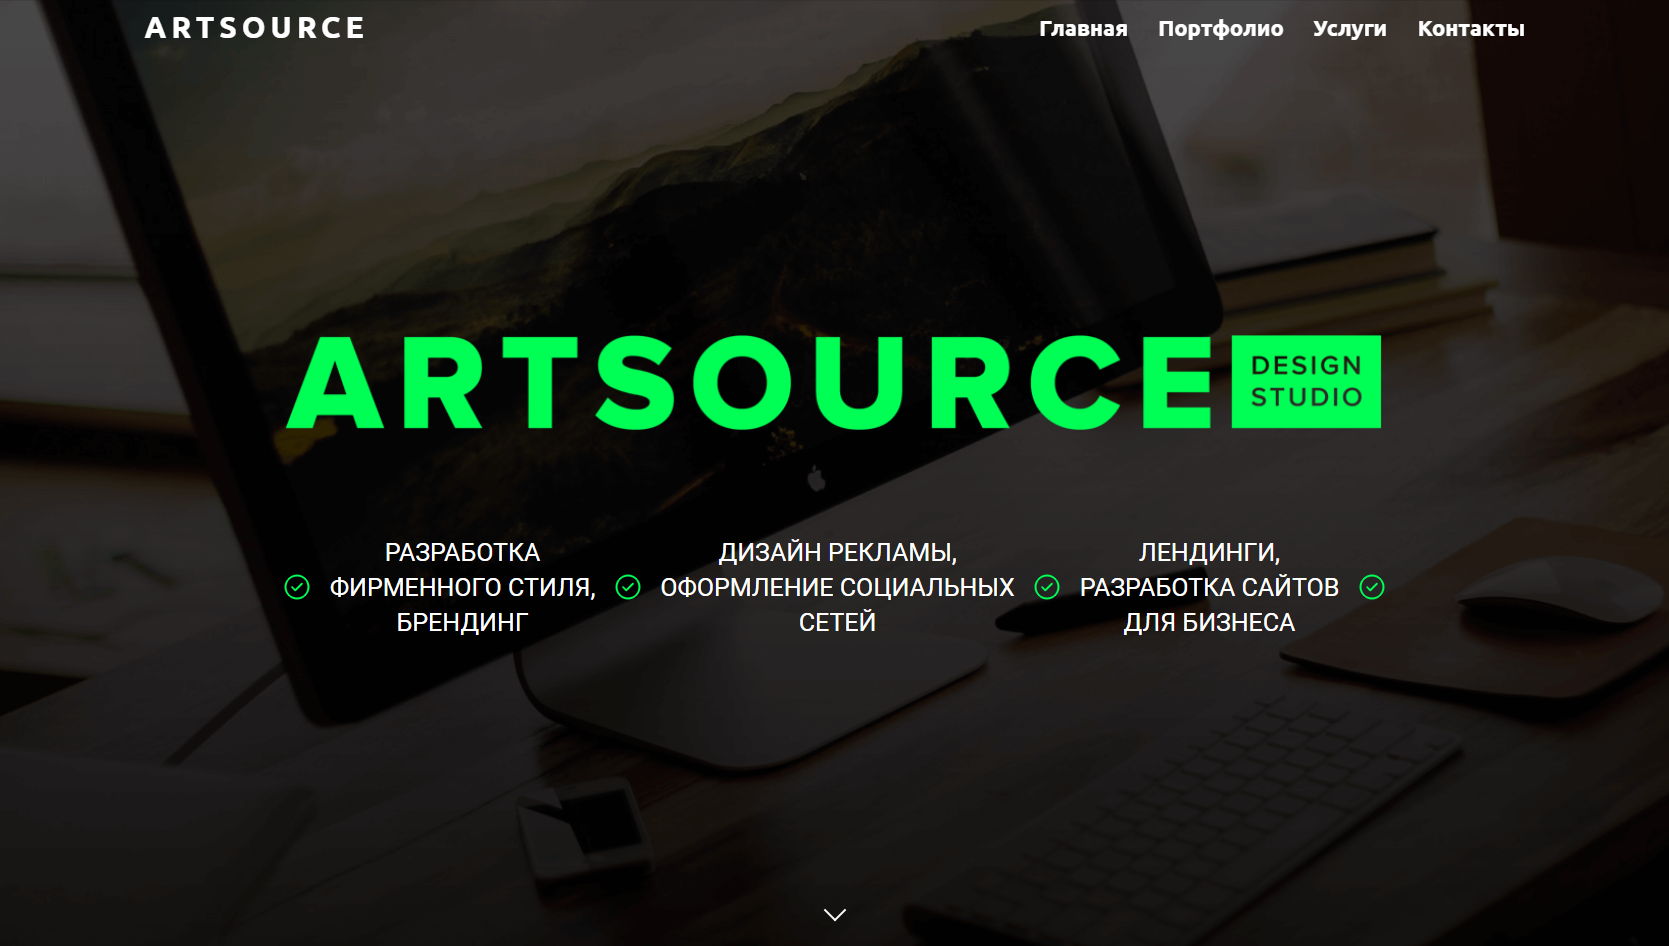 ARTSOURCE
Главная Портфолио Услуги Контакты
ARTSOURCE
DESIGN
STUDIO
РАЗРАБОТКА
ФИРМЕННОГО СТИЛЯ,
БРЕНДИНГ
ДИЗАЙН РЕКЛАМЫ,
ОФОРМЛЕНИЕ СОЦИАЛЬНЫХ
СЕТЕЙ
ЛЕНДИНГИ,
РАЗРАБОТКА САЙТОВ
ДЛЯ БИЗНЕСА